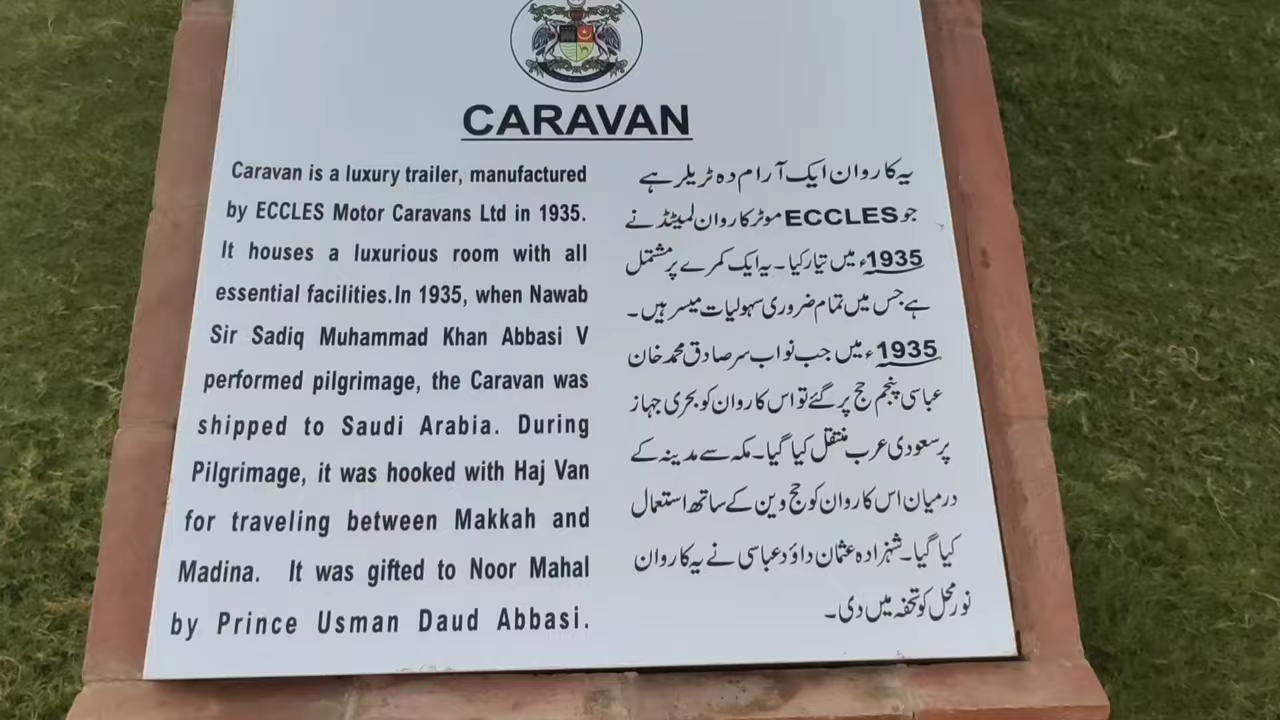 CARAVAN
Caravan is a luxury trailer, manufactured
by ECCLES Motor Caravans Ltd in 1935.
It houses a luxurious room with all
essential facilities.In 1935, when Nawab
Sir Sadiq Muhammad Khan Abbasi V
performed pilgrimage, the Caravan was
shipped to Saudi Arabia. During
Pilgrimage, it was hooked with Haj Van
for traveling between Makkah and
Madina. It was gifted to Noor Mahal
by Prince Usman Daud Abbasi.
یہ کاروان ایک آرام دہ ٹریلر ہے
جو ECCLES موٹر کاروان لمیٹڈ نے
1935ء میں تیار کیا۔ یہ ایک کمرے پر مشتمل
ہے جس میں تمام ضروری سہولیات میسر ہیں۔
1935ء میں جب نواب سر صادق محمد خان
عباسی پنجم حج پر گئے تو اس کاروان کو بحری جہاز
پر سعودی عرب منتقل کیا گیا۔ مکہ سے مدینہ کے
درمیان اس کاروان کو حج وین کے ساتھ استعمال
کیا گیا۔ شہزادہ عثمان داؤد عباسی نے یہ کاروان
نور محل کو تحفہ میں دی۔